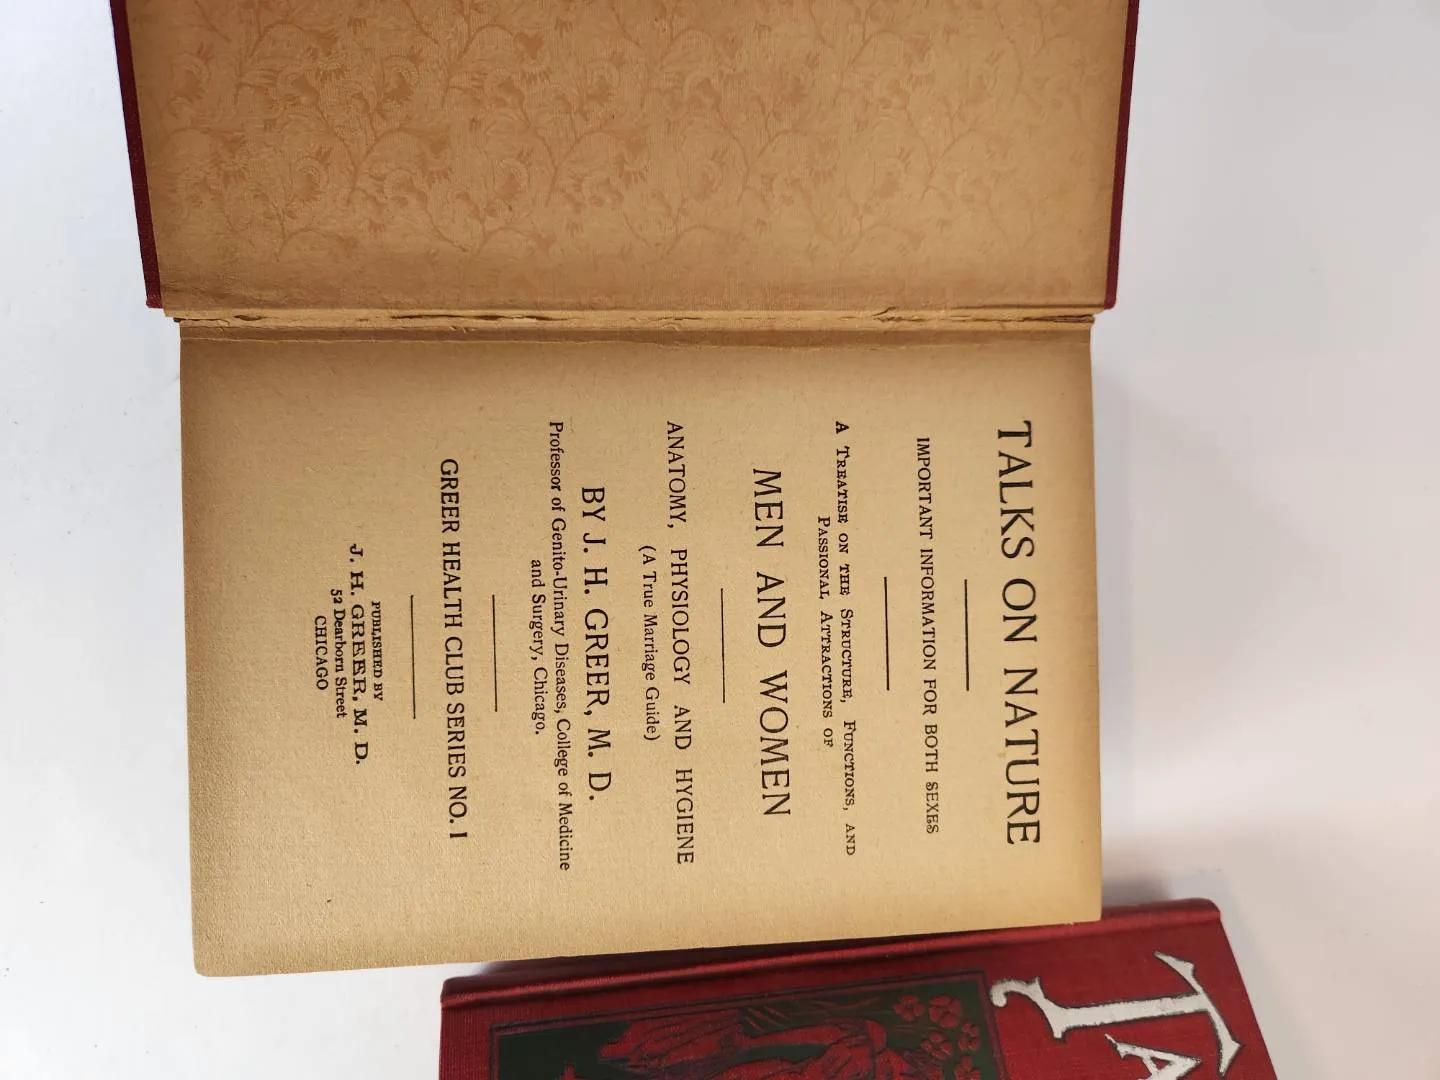 TALKS ON NATURE
IMPORTANT INFORMATION FOR BOTH SEXES
A TREATISE ON THE STRUCTURE, FUNCTIONS, AND
PASSIONAL ATTRACTIONS OF
MEN AND WOMEN
ANATOMY, PHYSIOLOGY AND HYGIENE
(A True Marriage Guide)
BY J. H. GREER, M. D.
Professor of Genito-Urinary Diseases, College of Medicine
and Surgery, Chicago.
GREER HEALTH CLUB SERIES NO. 1
PUBLISHED BY
J. H. GREER, M. D.
52 Dearborn Street
CHICAGO
TA